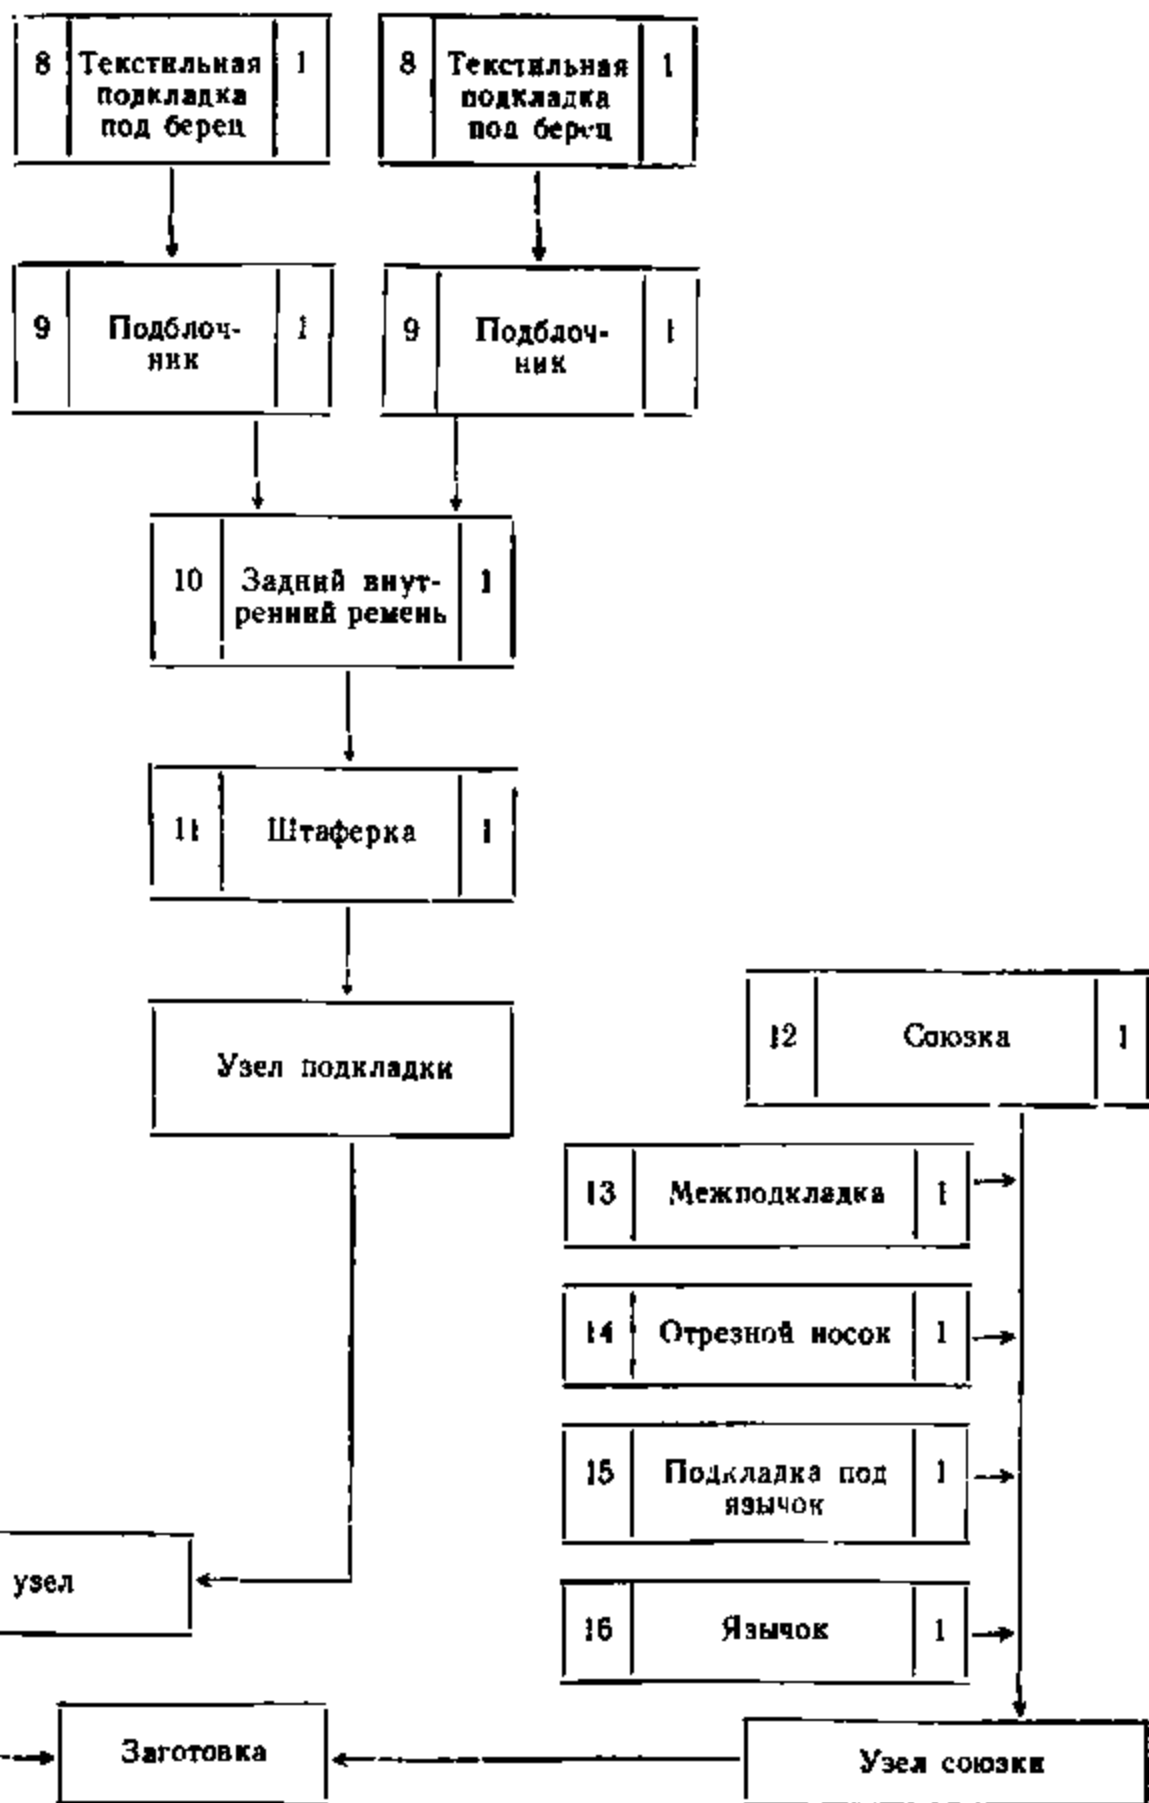 8 Текстильная 1
подкладка
под берец
8 Текстильная 1
подкладка
под берец
9 Подблоч- 1
ник
9 Подблоч- 1
ник
10 Задний внут- 1
ренний ремень
11 Штаферка 1
Узел подкладки
12 Союзка 1
13 Межподкладка 1
14 Отрезной носок 1
15 Подкладка под 1
язычок
узел
16 Язычок 1
Заготовка
Узел союзки